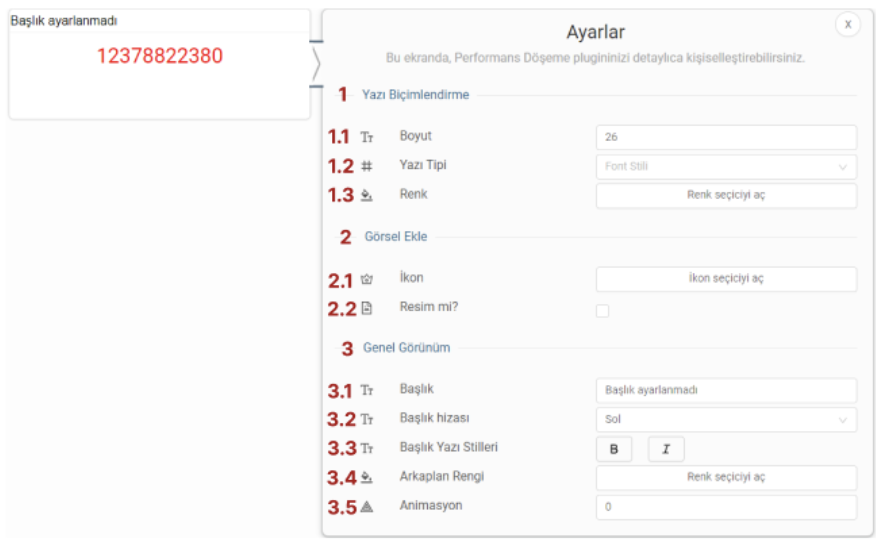 Başlık ayarlanmadı
12378822380
Ayarlar
x
Bu ekranda, Performans Döşeme plugininizi detaylıca kişiselleştirebilirsiniz.
1 Yazı Biçimlendirme
1.1 Boyut 26
1.2 Yazı Tipi Font Stili
1.3 Renk Renk seçiciyi aç
2 Görsel Ekle
2.1 İkon İkon seçiciyi aç
2.2 Resim mi?
3 Genel Görünüm
3.1 Başlık Başlık ayarlanmadı
3.2 Başlık hizası Sol
3.3 Başlık Yazı Stilleri B I
3.4 Arkaplan Rengi Renk seçiciyi aç
3.5 Animasyon 0